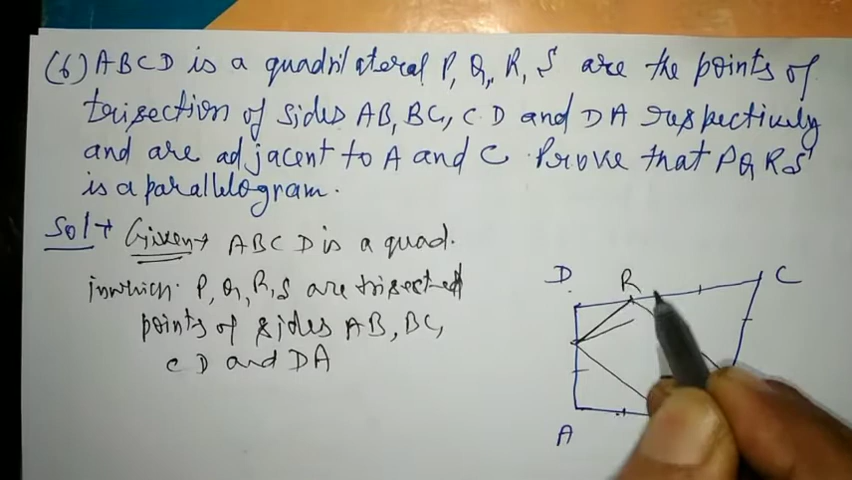 (6) ABCD is a quadrilateral P, Q, R, S are the points of
trisection of sides AB, BC, CD and DA respectively
and are adjacent to A and C. Prove that PQRS
is a parallelogram.
Sol→ Given→ ABCD is a quad.
in which P, Q, R, S are trisected
points of sides AB, BC,
CD and DA
D R C
A